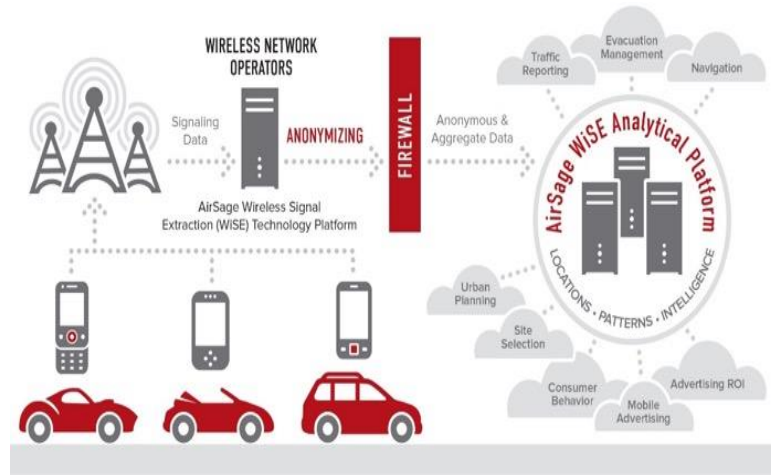 WIRELESS NETWORK
OPERATORS
Signaling
Data
ANONYMIZING
AirSage Wireless Signal
Extraction (WiSE) Technology Platform
FIREWALL
Anonymous &
Aggregate Data
Traffic
Reporting
Evacuation
Management
Navigation
AirSage WiSE Analytical Platform
LOCATIONS • PATTERNS • INTELLIGENCE
Urban
Planning
Site
Selection
Consumer
Behavior
Mobile
Advertising
Advertising ROI